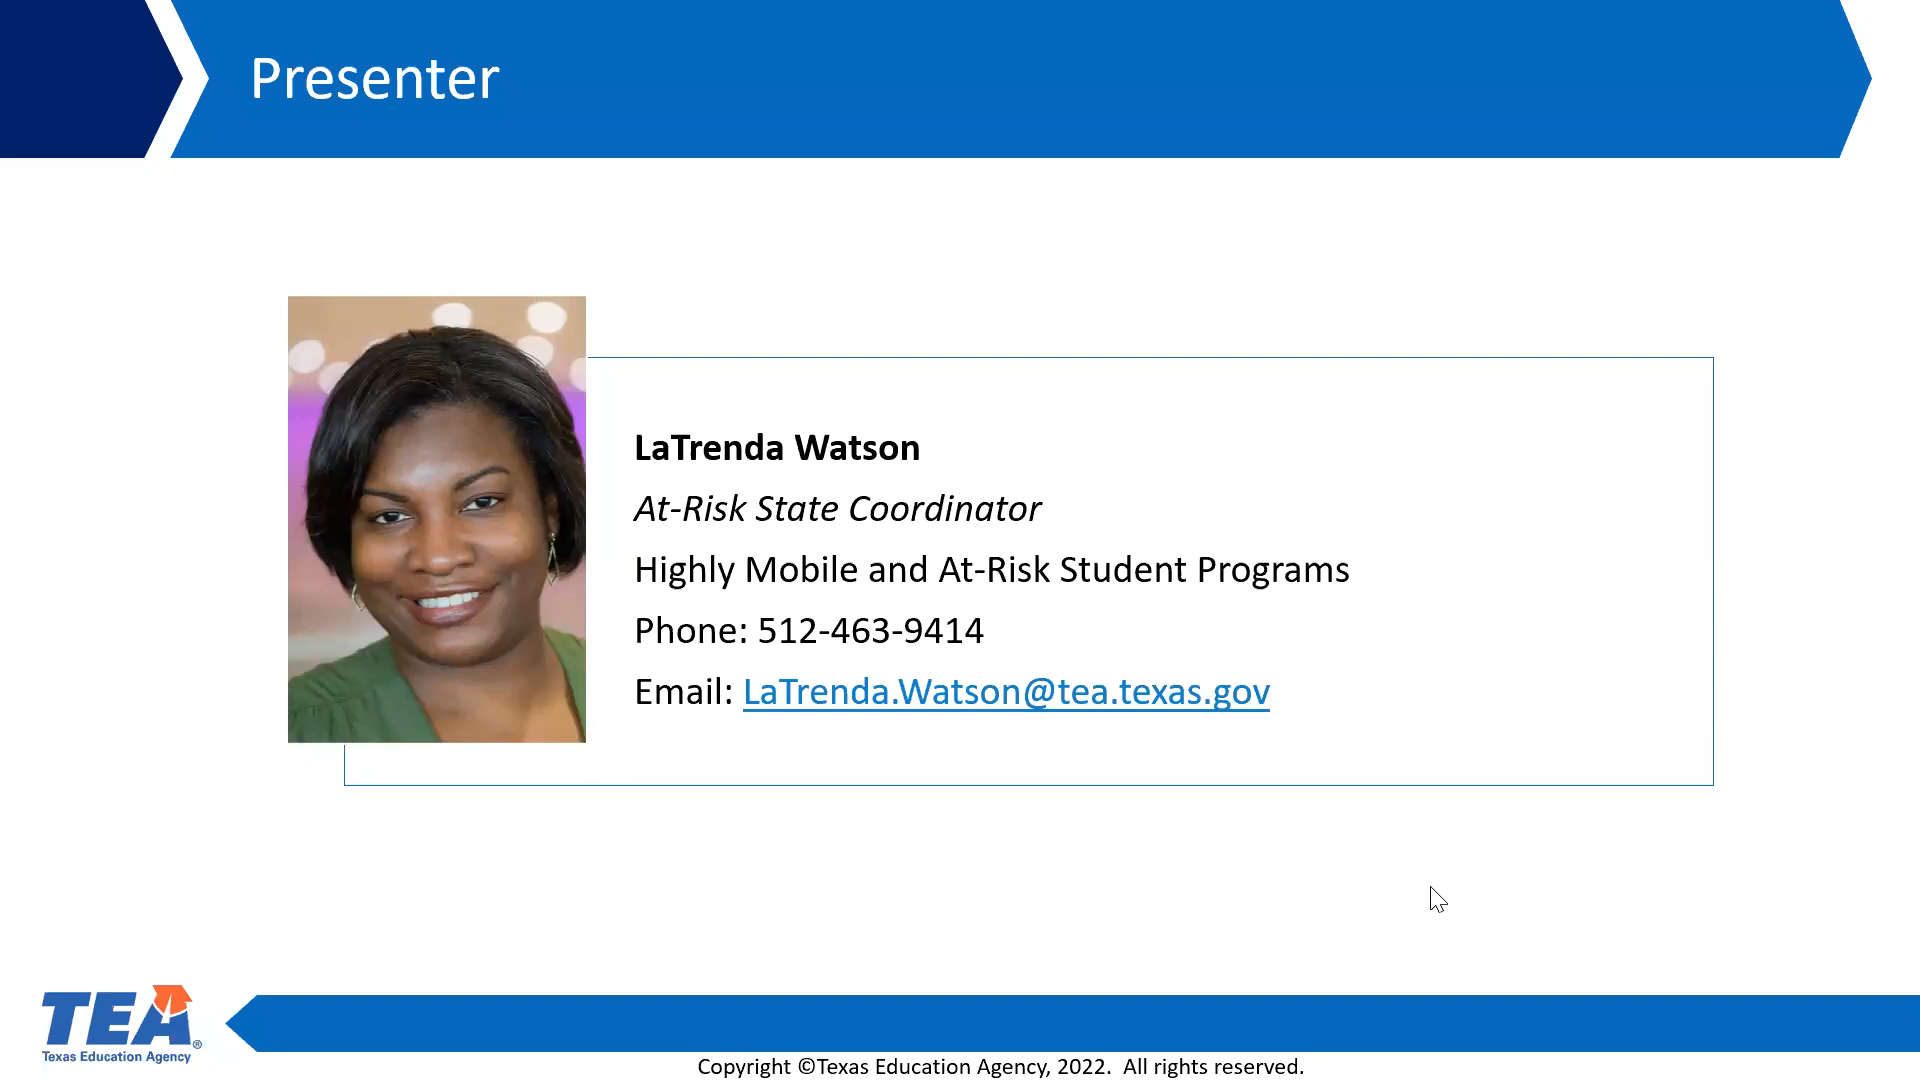 Presenter
LaTrenda Watson
At-Risk State Coordinator
Highly Mobile and At-Risk Student Programs
Phone: 512-463-9414
Email: LaTrenda.Watson@tea.texas.gov
TEA®
Texas Education Agency
Copyright ©Texas Education Agency, 2022.  All rights reserved.